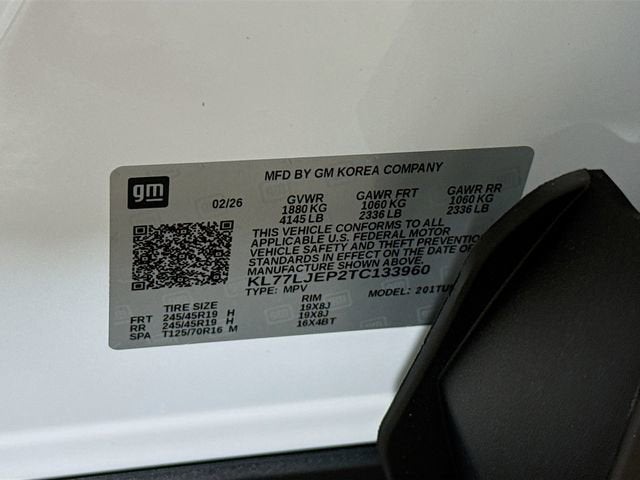 MFD BY GM KOREA COMPANY
gm
02/26 GVWR GAWR FRT GAWR RR
1880 KG 1060 KG 1060 KG
4145 LB 2336 LB 2336 LB
THIS VEHICLE CONFORMS TO ALL
APPLICABLE U.S. FEDERAL MOTOR
VEHICLE SAFETY AND THEFT PREVENTION
STANDARDS IN EFFECT ON THE DATE OF
MANUFACTURE SHOWN ABOVE.
KL77LJEP2TC133960
TYPE: MPV MODEL:
TIRE SIZE RIM
FRT 245/45R19 H 19X8J
RR 245/45R19 H 19X8J
SPA T125/70R16 M 16X4BT